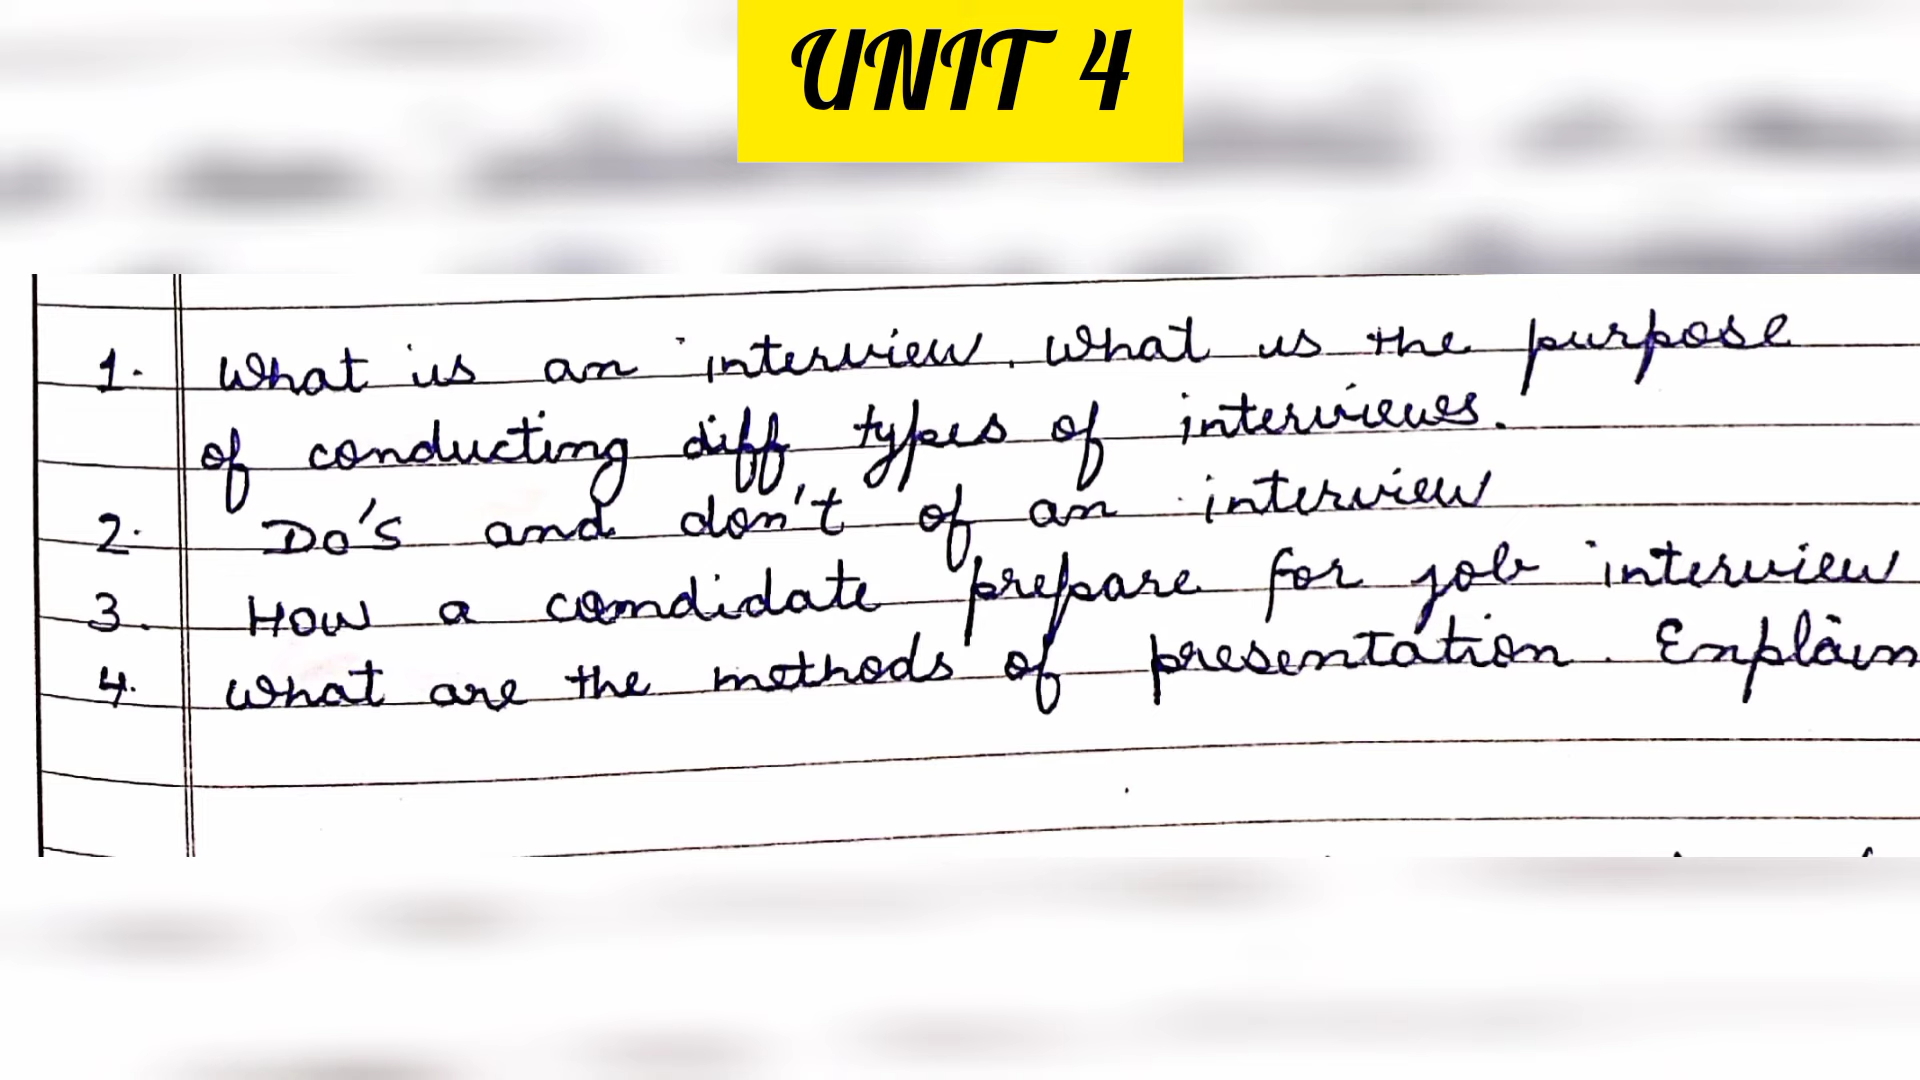 UNIT 4
1. What is an interview. What is the purpose
of conducting diff types of interviews.
2. Do's and don't of an interview
3. How a candidate prepare for job interview
4. What are the methods of presentation. Explain